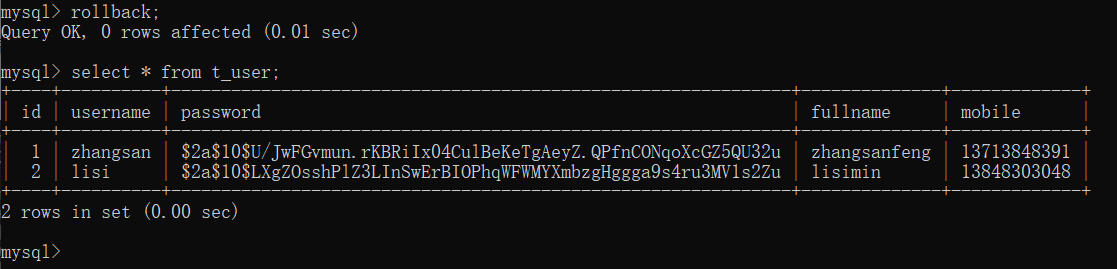 mysql> rollback;
Query OK, 0 rows affected (0.01 sec)
mysql> select * from t_user;
+----+----------+--------------------------------------------------------------+--------------+-------------+
| id | username | password | fullname | mobile |
+----+----------+--------------------------------------------------------------+--------------+-------------+
| 1 | zhangsan | $2a$10$U/JwFGvmun.rKBRiIx04CulBeKeTgAeyZ.QPfnCONqoXcGZ5QU32u | zhangsanfeng | 13713848391 |
| 2 | lisi | $2a$10$LXgZOsshPlZ3LInSwErBIOPhqWFWMYXmbzgHggga9s4ru3MV1s2Zu | lisimin | 13848303048 |
+----+----------+--------------------------------------------------------------+--------------+-------------+
2 rows in set (0.00 sec)
mysql>